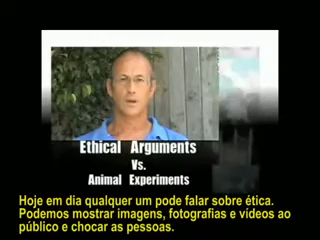 Ethical Arguments
Vs.
Animal Experiments
Hoje em dia qualquer um pode falar sobre ética.
Podemos mostrar imagens, fotografias e vídeos ao
público e chocar as pessoas.